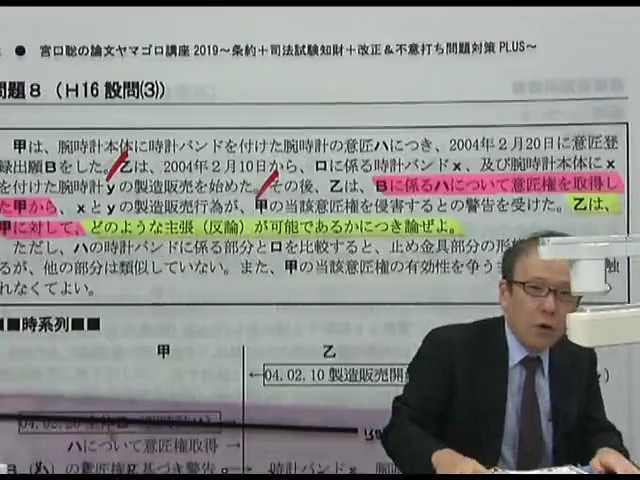 ● 宮口聡の論文ヤマゴロ講座2019～条約＋司法試験知財＋改正＆不意打ち問題対策PLUS～
問題８（Ｈ16 設問(3)）
甲は、腕時計本体に時計バンドを付けた腕時計の意匠ハにつき、2004年２月20日に意匠登
録出願Ｂをした。乙は、2004年２月10日から、ロに係る時計バンドｘ、及び腕時計本体にｘ
を付けた腕時計ｙの製造販売を始めた。その後、乙は、Ｂに係るハについて意匠権を取得し
た甲から、ｘとｙの製造販売行為が、甲の当該意匠権を侵害するとの警告を受けた。乙は、
甲に対して、どのような主張（反論）が可能であるかにつき論ぜよ。
ただし、ハの時計バンドに係る部分とロを比較すると、止め金具部分の形
るが、他の部分は類似していない。また、甲の当該意匠権の有効性を争う
れなくてよい。
■■時系列■■
甲 乙
←04.02.10 製造販売開
04.02.20
ハについて意匠権取得 →
時計バンドｘ